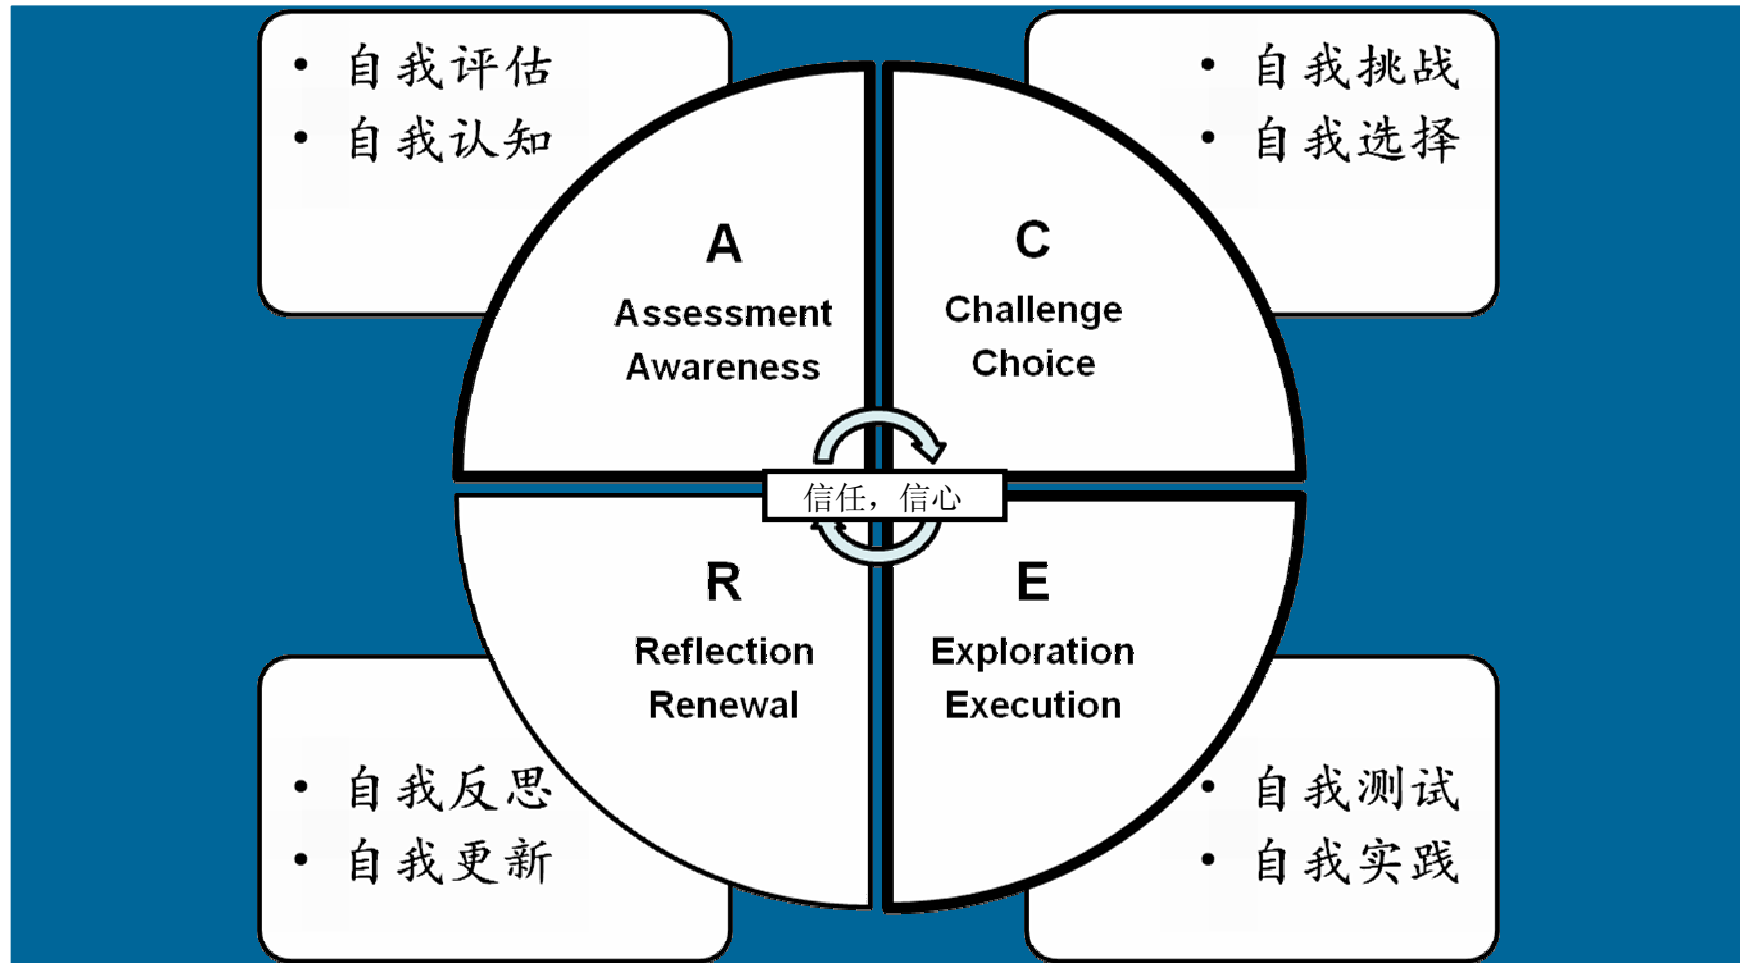 • 自我评估
• 自我认知
• 自我挑战
• 自我选择
A
Assessment
Awareness
C
Challenge
Choice
信任，信心
R
Reflection
Renewal
E
Exploration
Execution
• 自我反思
• 自我更新
• 自我测试
• 自我实践